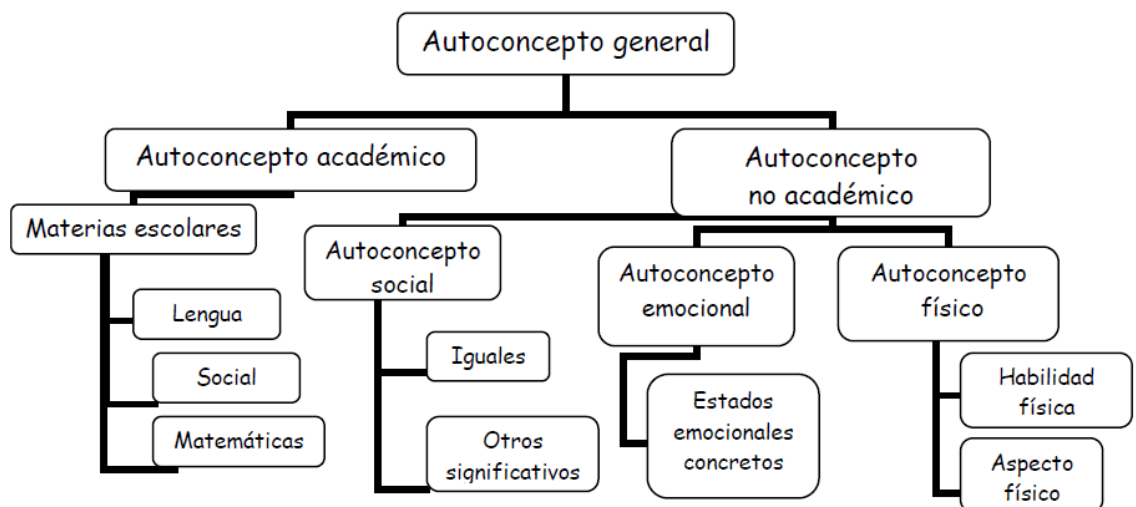 Autoconcepto general
Autoconcepto académico
Autoconcepto
no académico
Materias escolares
Lengua
Social
Matemáticas
Autoconcepto
social
Iguales
Otros
significativos
Autoconcepto
emocional
Estados
emocionales
concretos
Autoconcepto
físico
Habilidad
física
Aspecto
físico